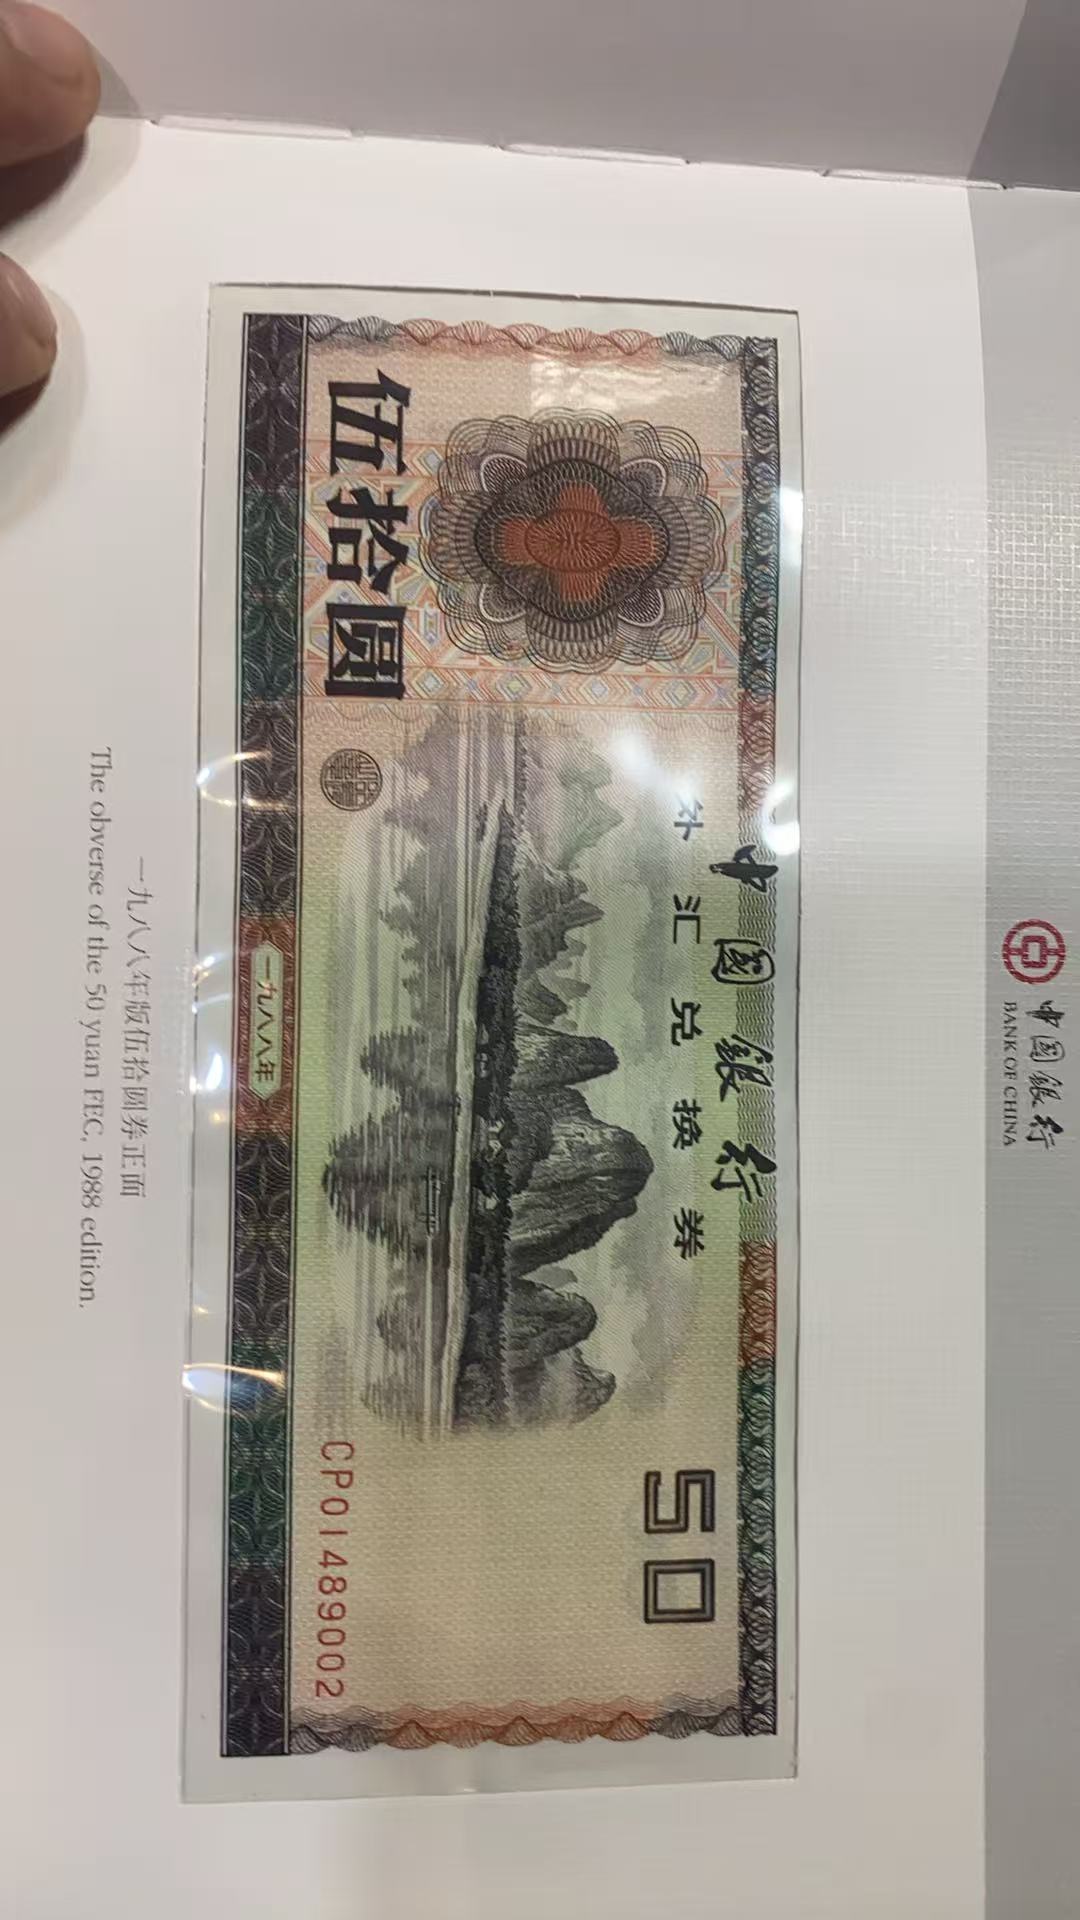 中国银行
BANK OF CHINA
中國銀行
外汇兑换券
50
伍拾圆
CP01489002
一九八八年
一九八八年版伍拾圆券正面
The obverse of the 50 yuan FEC, 1988 edition.